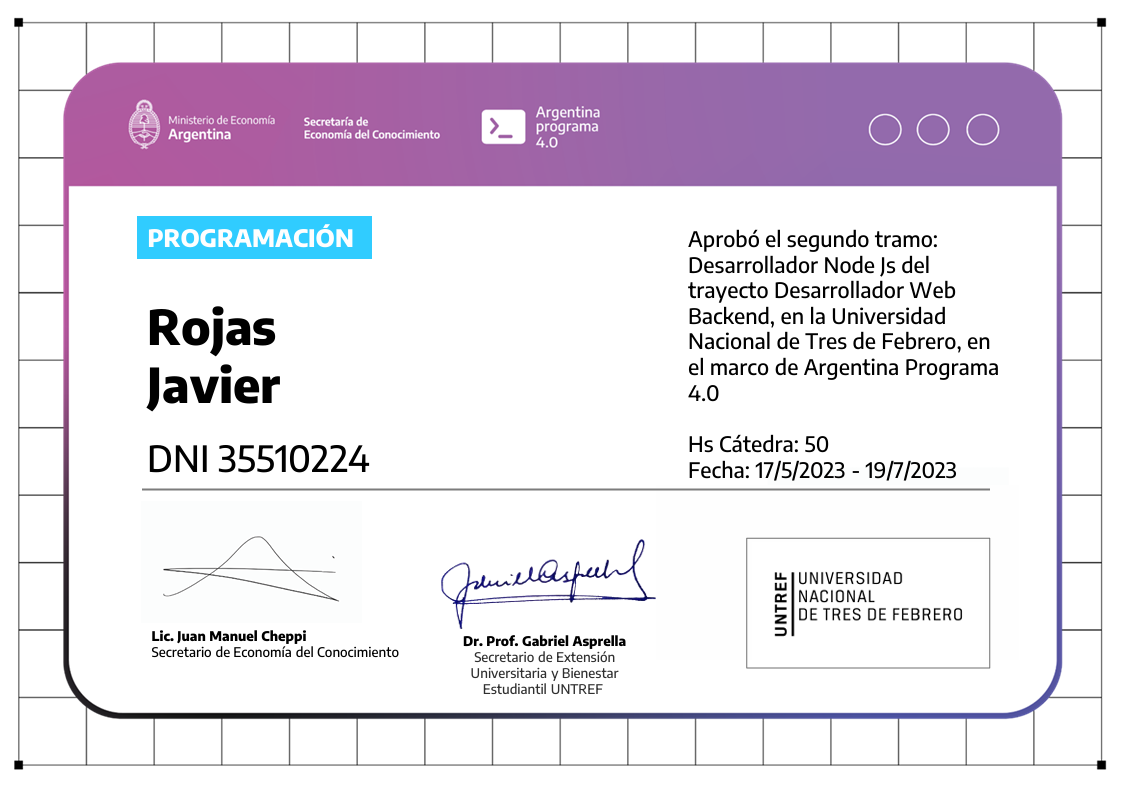 Ministerio de Economía
Argentina
Secretaría de
Economía del Conocimiento
Argentina
programa
4.0
PROGRAMACIÓN
Rojas
Javier
DNI 35510224
Aprobó el segundo tramo:
Desarrollador Node Js del
trayecto Desarrollador Web
Backend, en la Universidad
Nacional de Tres de Febrero, en
el marco de Argentina Programa
4.0
Hs Cátedra: 50
Fecha: 17/5/2023 - 19/7/2023
Lic. Juan Manuel Cheppi
Secretario de Economía del Conocimiento
Gabriel Asprella
Dr. Prof. Gabriel Asprella
Secretario de Extensión
Universitaria y Bienestar
Estudiantil UNTREF
UNTREF
UNIVERSIDAD
NACIONAL
DE TRES DE FEBRERO